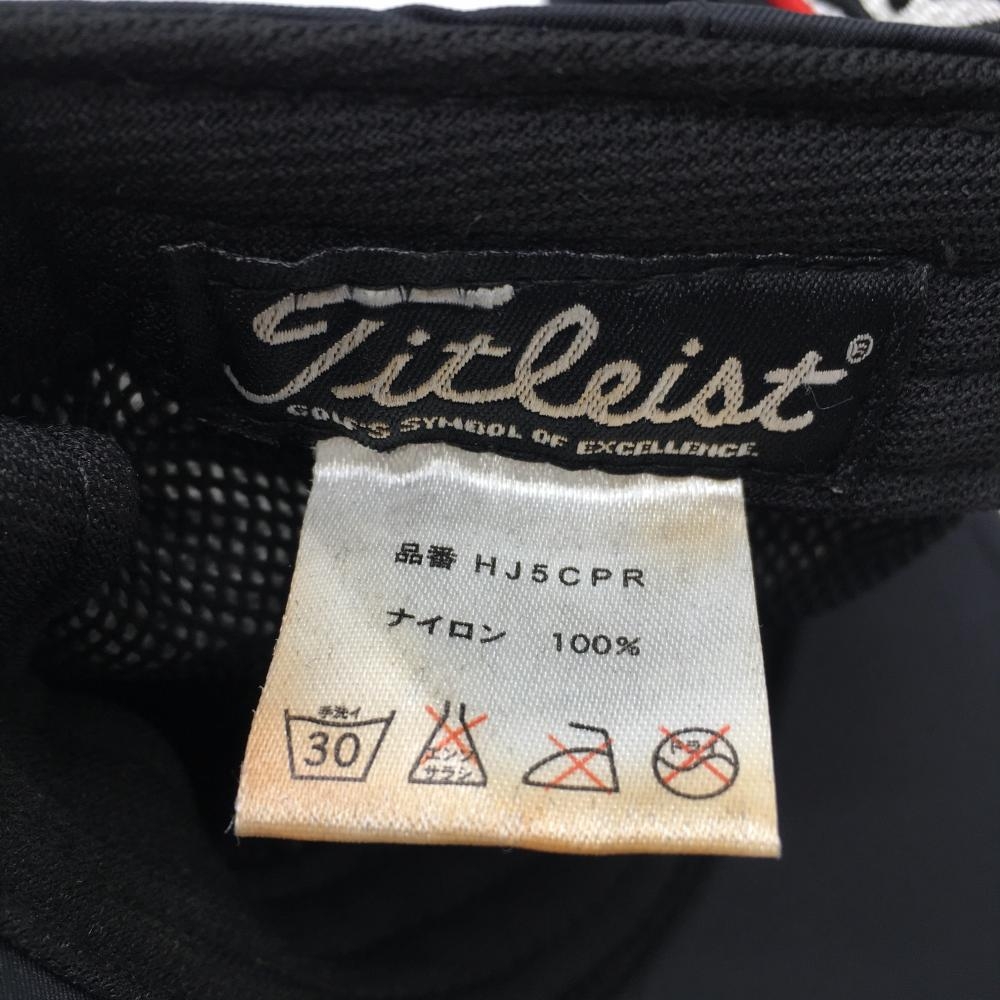 Titleist®
GOLF'S SYMBOL OF EXCELLENCE
品番 HJ5CPR
ナイロン 100%
手洗イ
30
エンソ
サラシ
ドライ